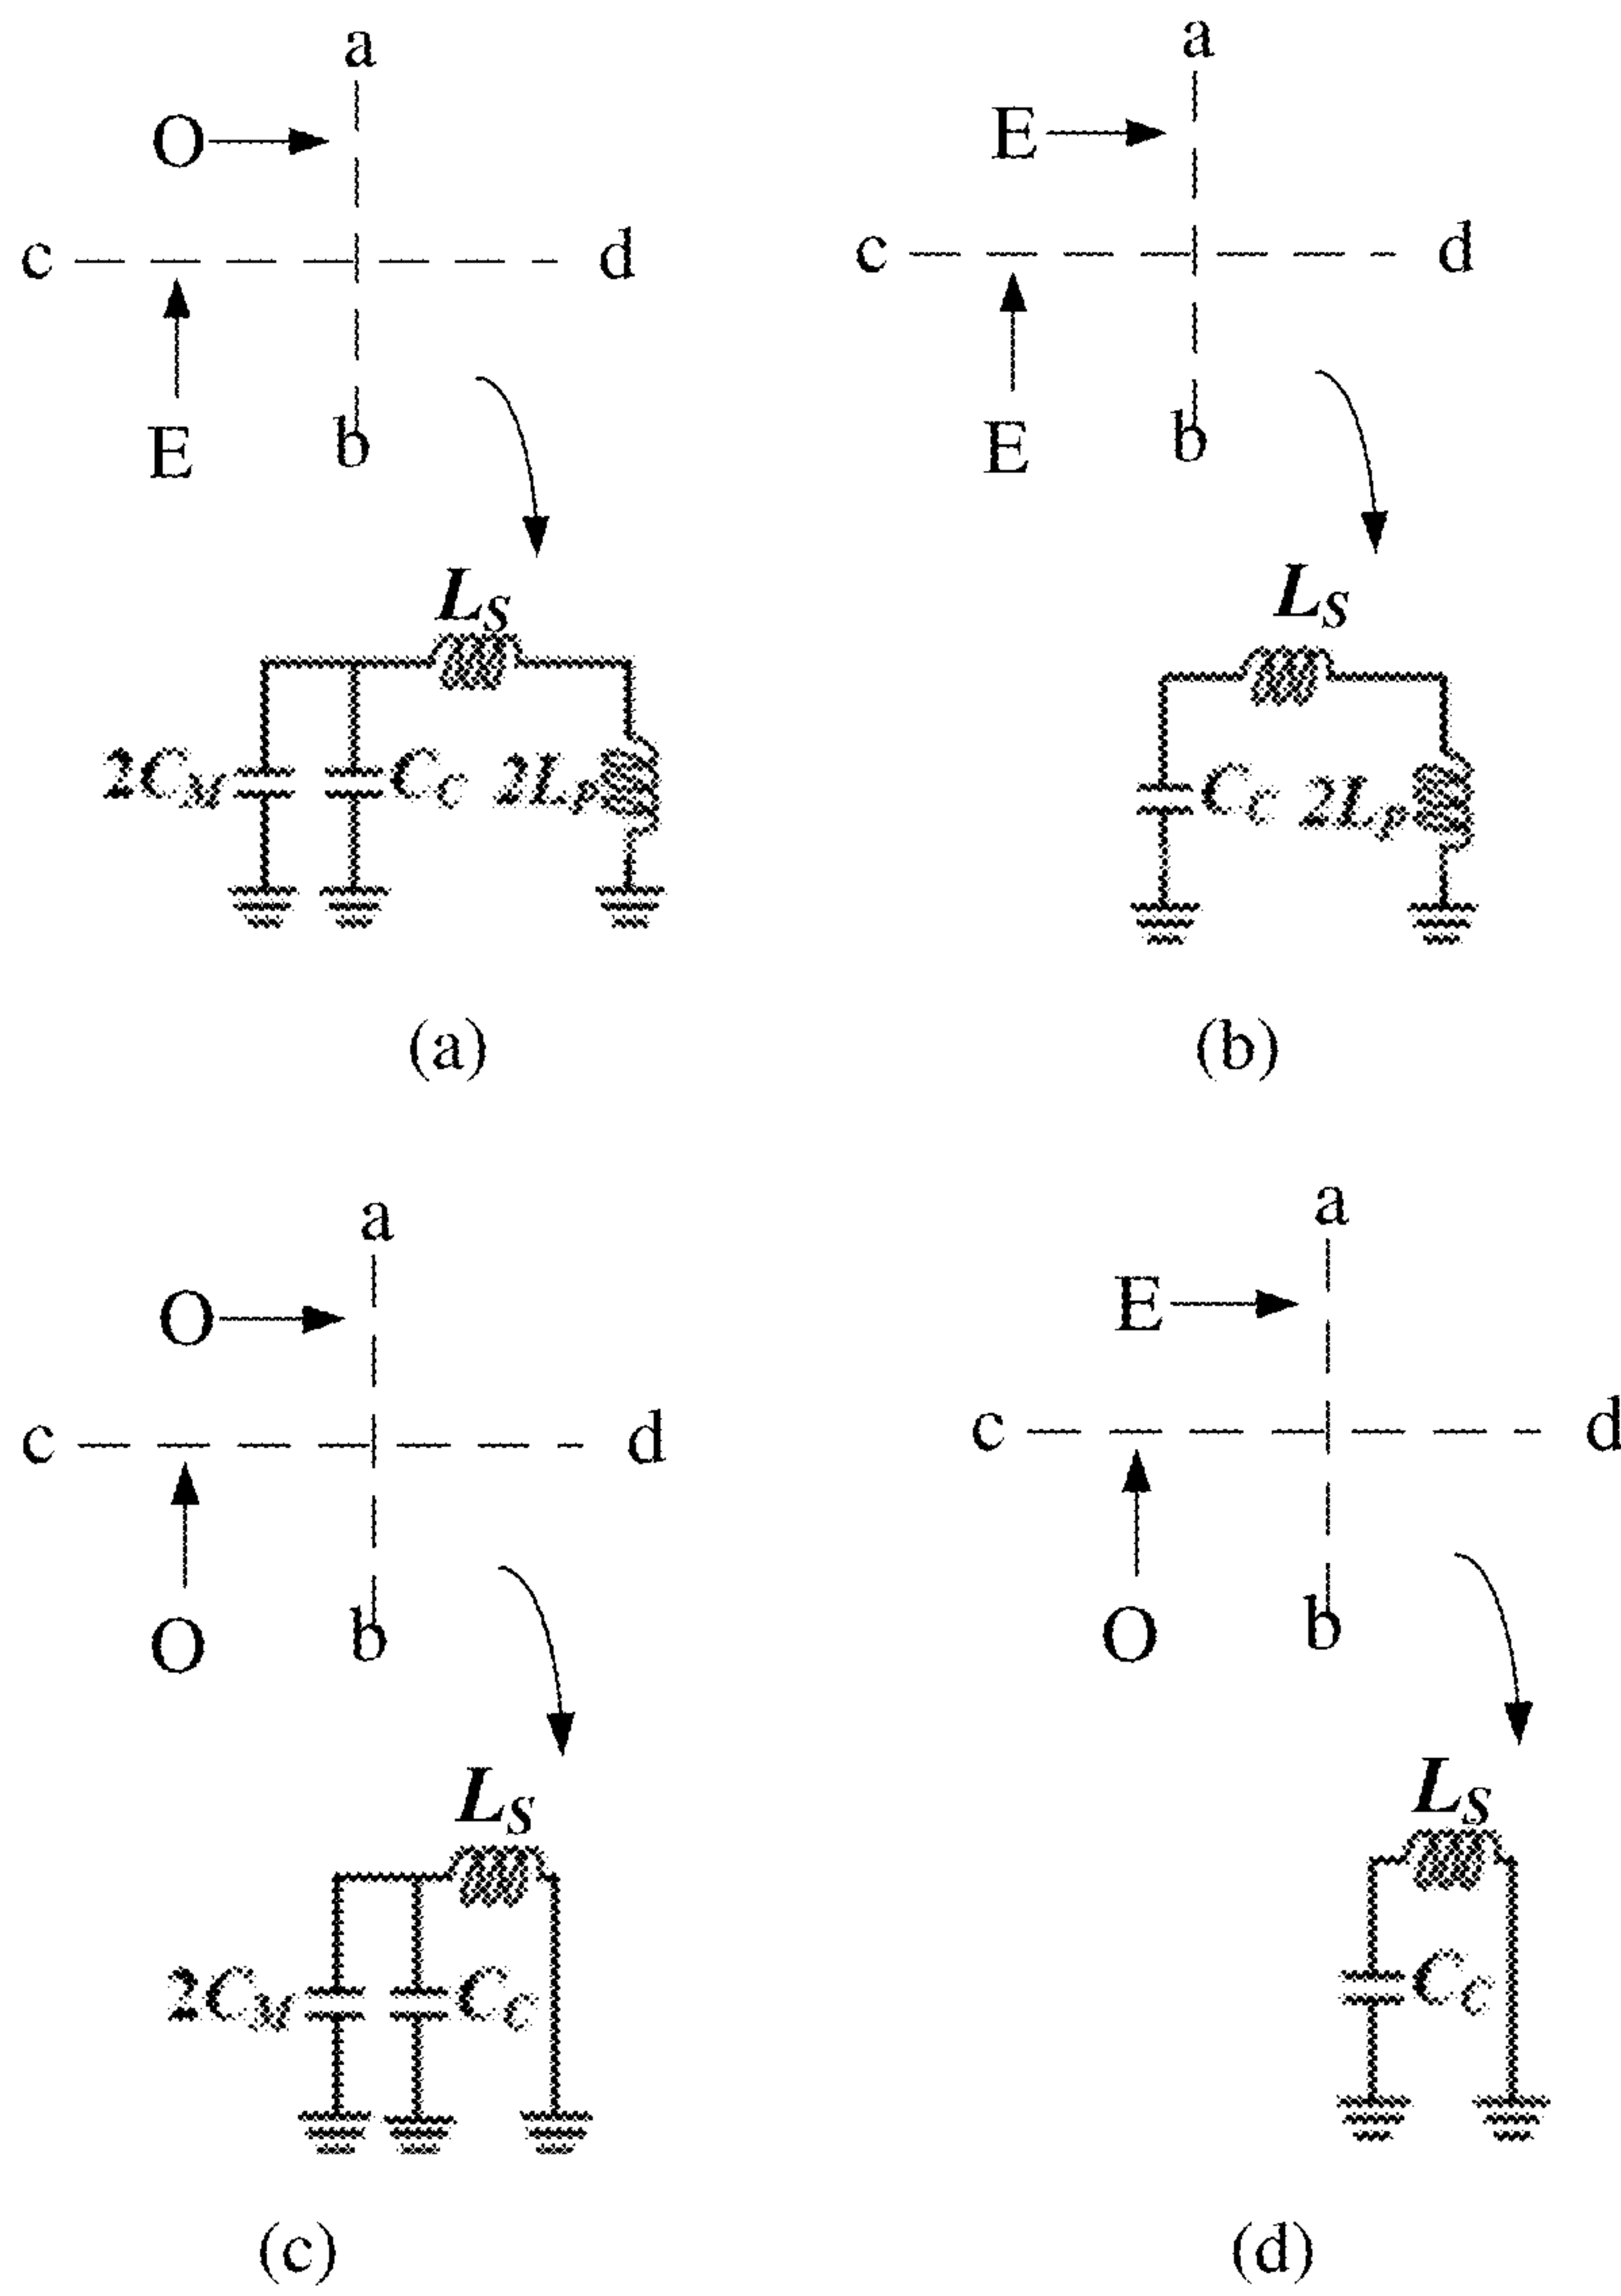 a
O
c d
E b
L_S
2C_M C_C 2L_P
(a)
a
E
c d
E b
L_S
C_C 2L_P
(b)
a
O
c d
O b
L_S
2C_M C_C
(c)
a
E
c d
O b
L_S
C_C
(d)